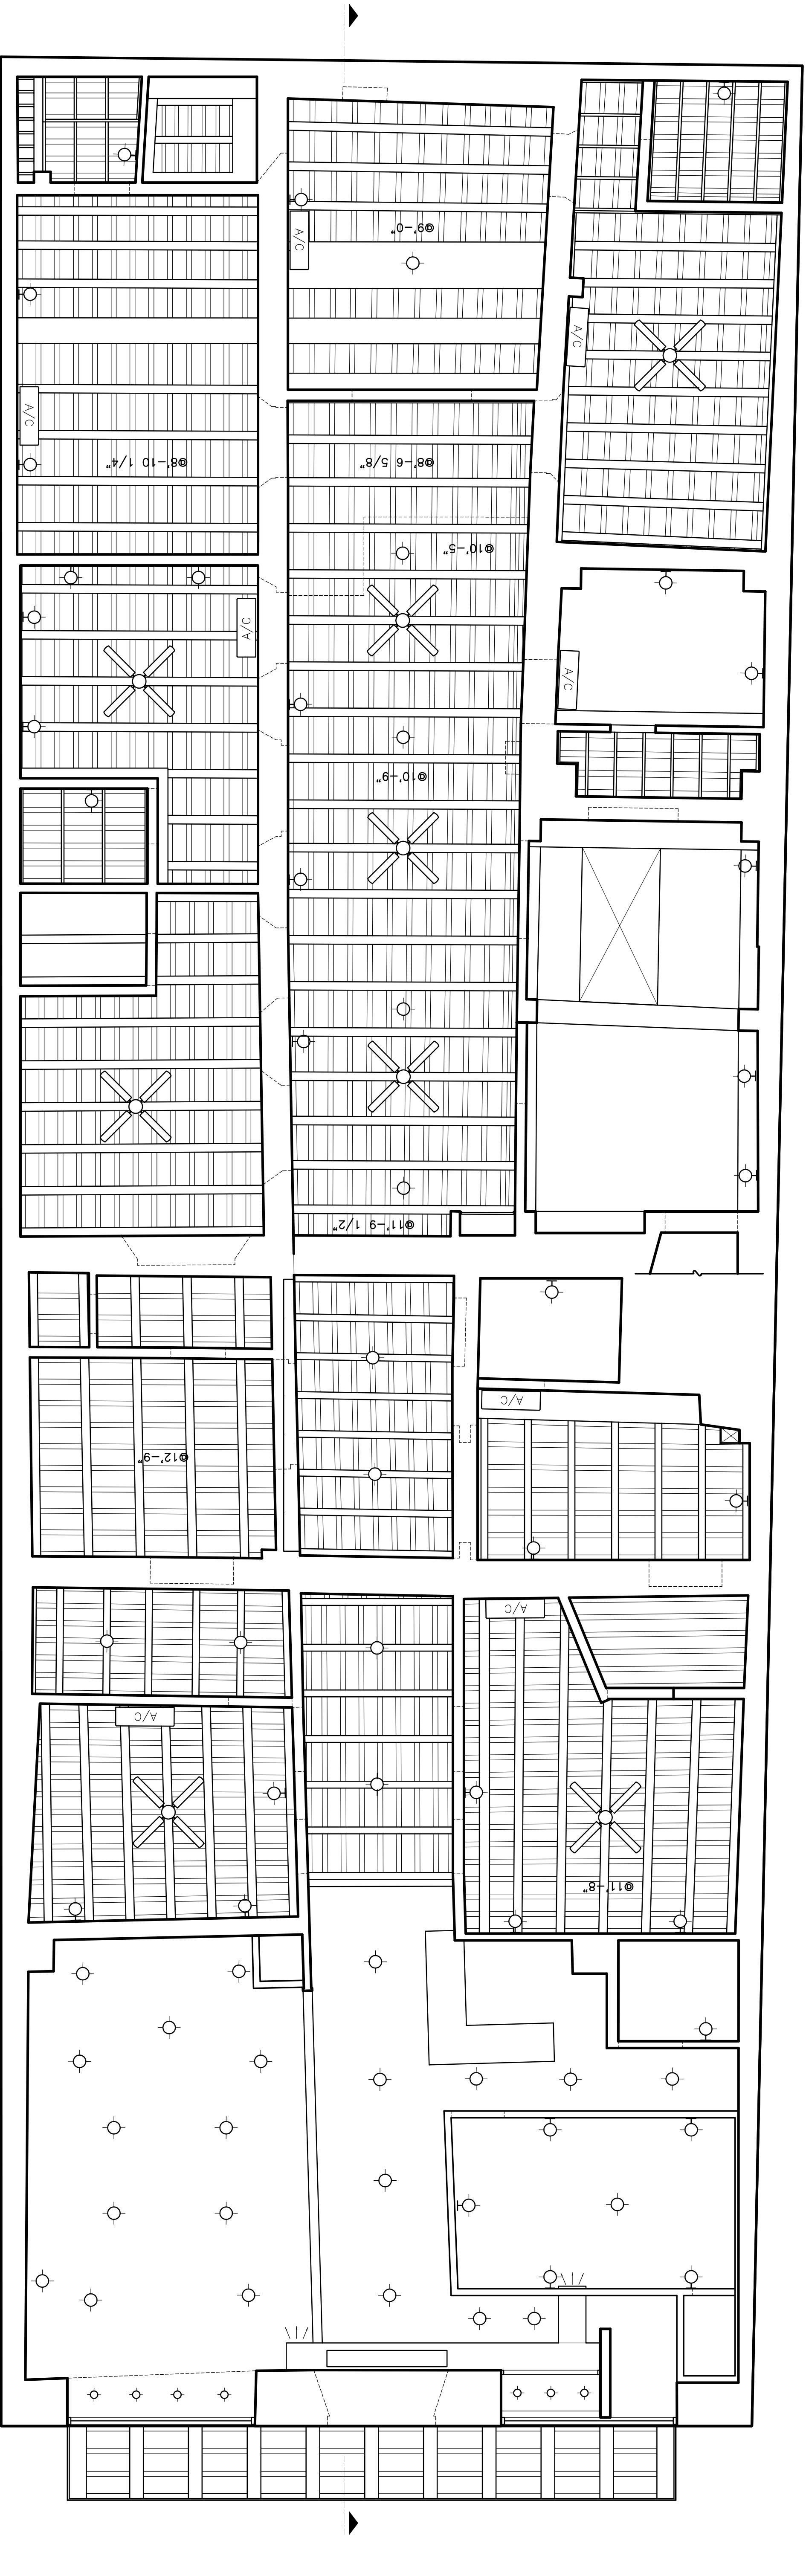 @9'-0"
A/C
A/C
A/C
@8'-10 1/4"
@8'-6 5/8"
@10'-5"
A/C
A/C
@10'-9"
@11'-9 1/2"
A/C
@12'-9"
A/C
A/C
@11'-8"